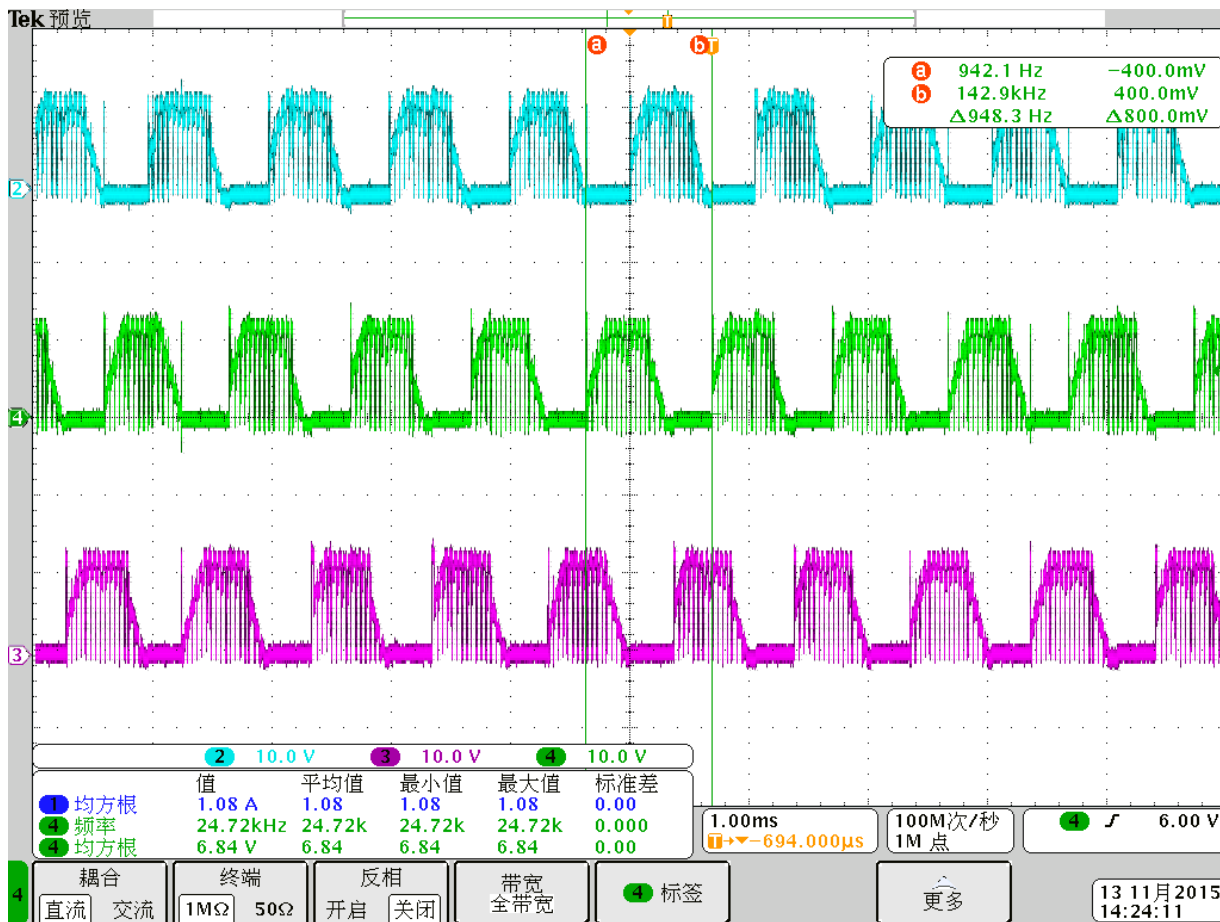 Tek 预览
T
a b T
a 942.1 Hz -400.0mV
b 142.9kHz 400.0mV
Δ948.3 Hz Δ800.0mV
2
4
3
2 10.0 V 3 10.0 V 4 10.0 V
值 平均值 最小值 最大值 标准差
1 均方根 1.08 A 1.08 1.08 1.08 0.00
4 频率 24.72kHz 24.72k 24.72k 24.72k 0.000
4 均方根 6.84 V 6.84 6.84 6.84 0.00
1.00ms
T→▼-694.000μs
100M次/秒
1M 点
4 6.00 V
4
耦合
直流 交流
终端
1MΩ 50Ω
反相
开启 关闭
带宽
全带宽
4 标签
更多
13 11月2015
14:24:11